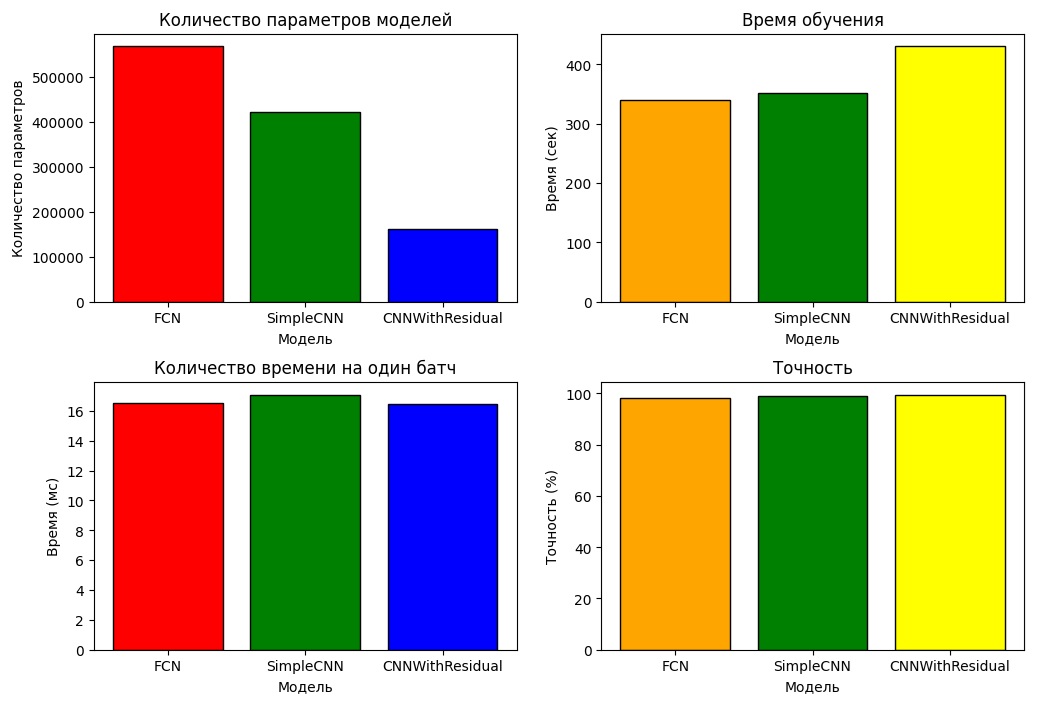 Количество параметров моделей
Количество параметров
500000
400000
300000
200000
100000
0
FCN SimpleCNN CNNWithResidual
Модель
Время обучения
Время (сек)
400
300
200
100
0
FCN SimpleCNN CNNWithResidual
Модель
Количество времени на один батч
Время (мс)
16
14
12
10
8
6
4
2
0
FCN SimpleCNN CNNWithResidual
Модель
Точность
Точность (%)
100
80
60
40
20
0
FCN SimpleCNN CNNWithResidual
Модель